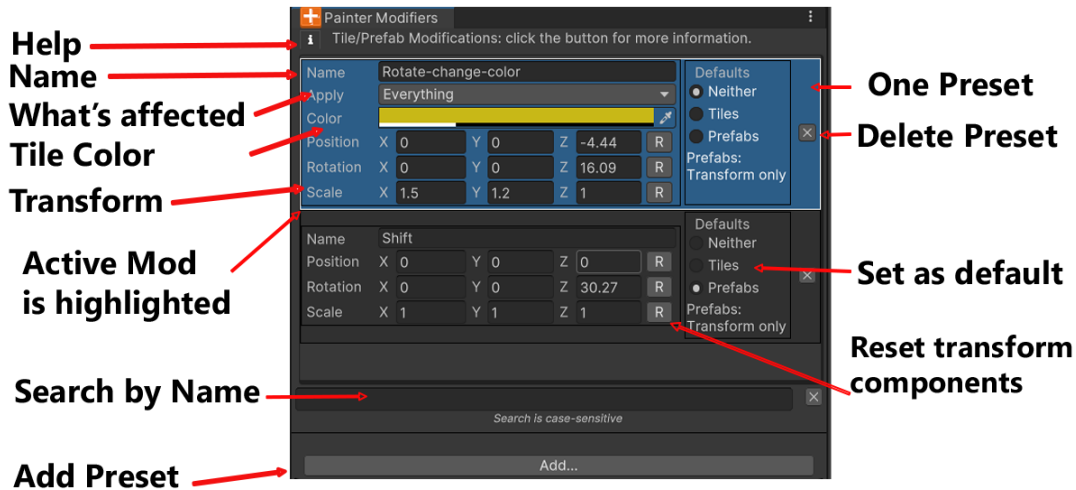 Painter Modifiers
Tile/Prefab Modifications: click the button for more information.
Help
Name
What's affected
Tile Color
Transform
Active Mod
is highlighted
Search by Name
Add Preset
Name Rotate-change-color
Apply Everything
Color
Position X 0 Y 0 Z -4.44 R
Rotation X 0 Y 0 Z 16.09 R
Scale X 1.5 Y 1.2 Z 1 R
Defaults
Neither
Tiles
Prefabs
Prefabs:
Transform only
Name Shift
Position X 0 Y 0 Z 0 R
Rotation X 0 Y 0 Z 30.27 R
Scale X 1 Y 1 Z 1 R
Defaults
Neither
Tiles
Prefabs
Prefabs:
Transform only
Search is case-sensitive
Add...
One Preset
Delete Preset
Set as default
Reset transform
components